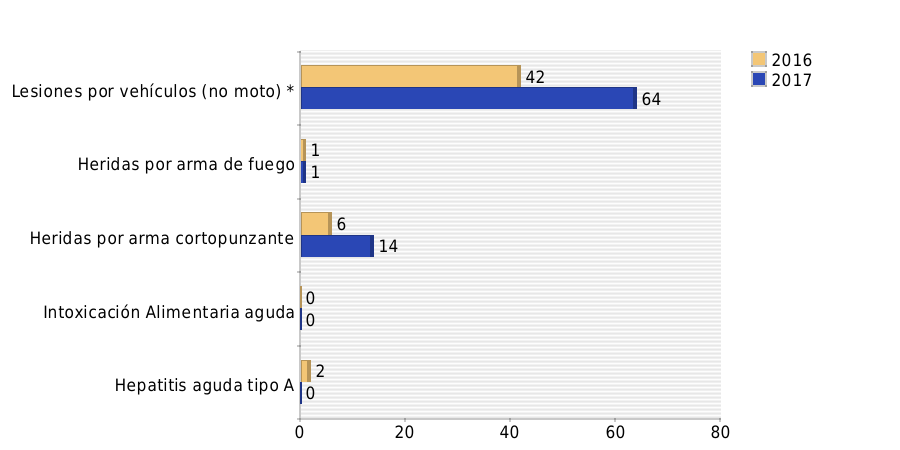 2016
2017
Lesiones por vehículos (no moto) *
42
64
Heridas por arma de fuego
1
1
Heridas por arma cortopunzante
6
14
Intoxicación Alimentaria aguda
0
0
Hepatitis aguda tipo A
2
0
0 20 40 60 80